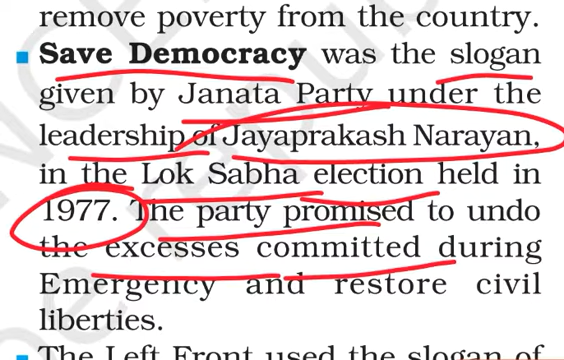 remove poverty from the country.
Save Democracy was the slogan
given by Janata Party under the
leadership of Jayaprakash Narayan,
in the Lok Sabha election held in
1977. The party promised to undo
the excesses committed during
Emergency and restore civil
liberties.
The Left Front used the slogan of